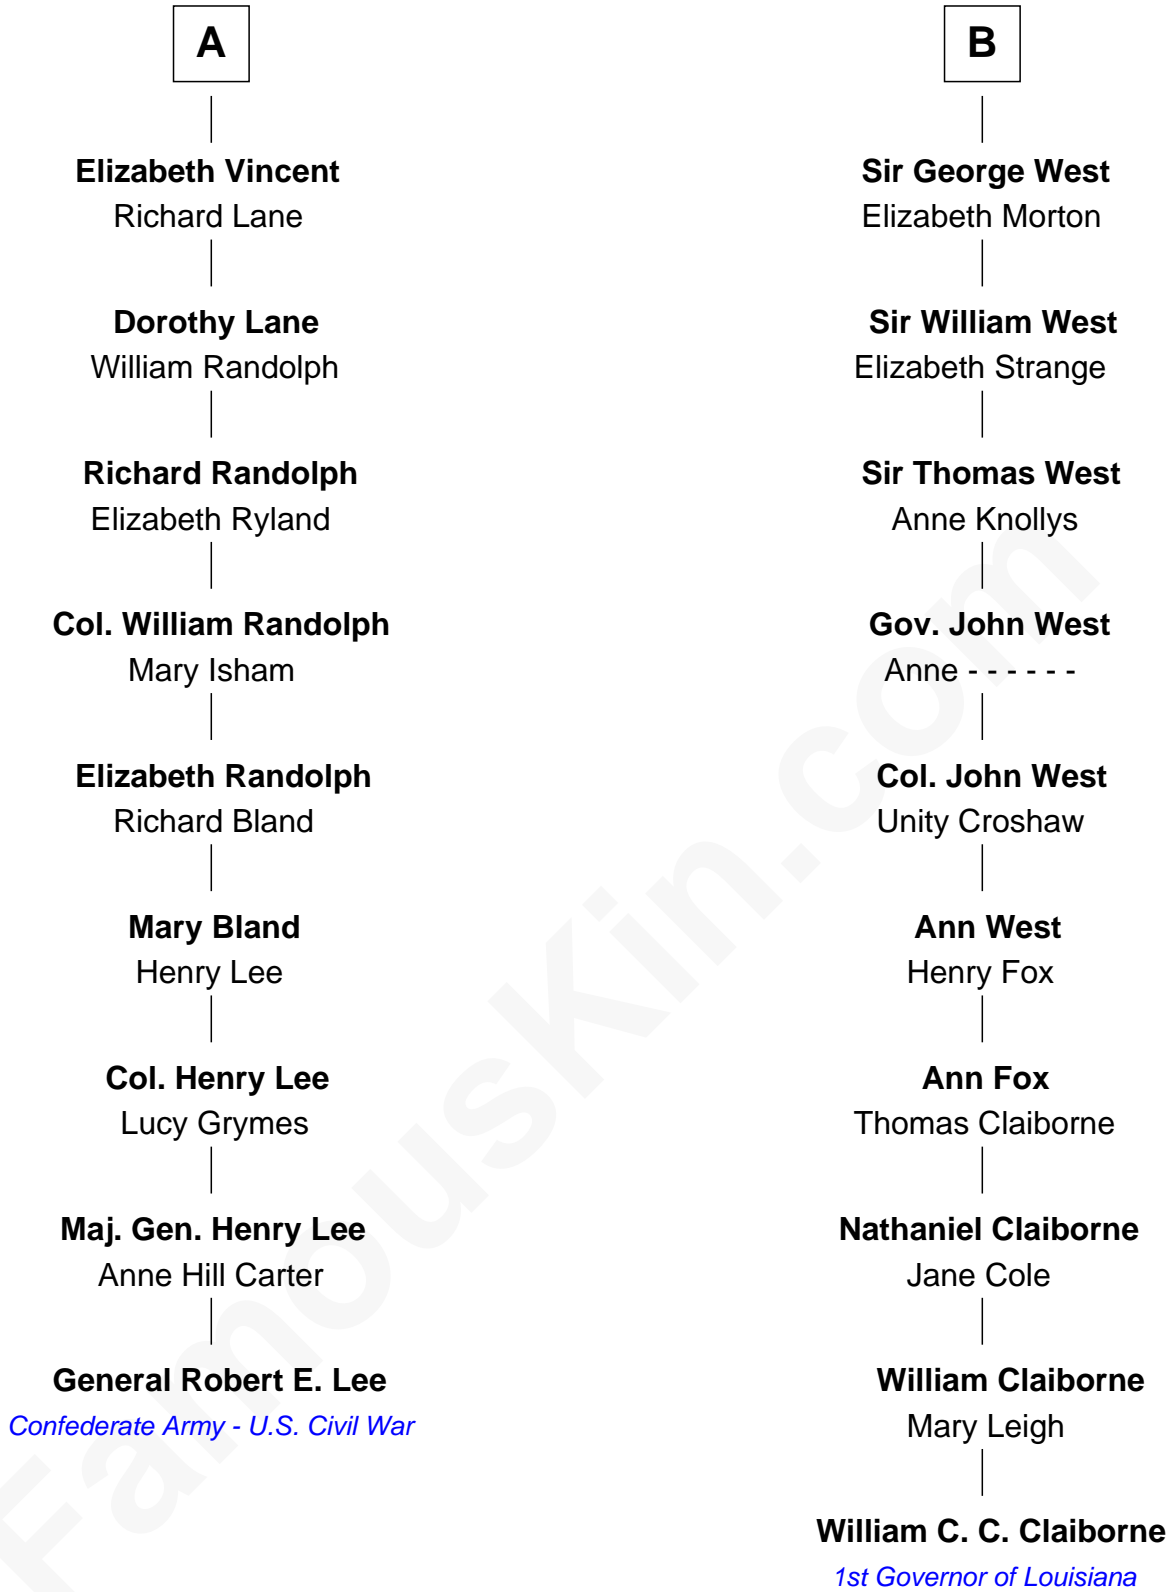 A
Elizabeth Vincent
Richard Lane
Dorothy Lane
William Randolph
Richard Randolph
Elizabeth Ryland
Col. William Randolph
Mary Isham
Elizabeth Randolph
Richard Bland
Mary Bland
Henry Lee
Col. Henry Lee
Lucy Grymes
Maj. Gen. Henry Lee
Anne Hill Carter
General Robert E. Lee
Confederate Army - U.S. Civil War
B
Sir George West
Elizabeth Morton
Sir William West
Elizabeth Strange
Sir Thomas West
Anne Knollys
Gov. John West
Anne - - - - - -
Col. John West
Unity Croshaw
Ann West
Henry Fox
Ann Fox
Thomas Claiborne
Nathaniel Claiborne
Jane Cole
William Claiborne
Mary Leigh
William C. C. Claiborne
1st Governor of Louisiana
FamousKin.com